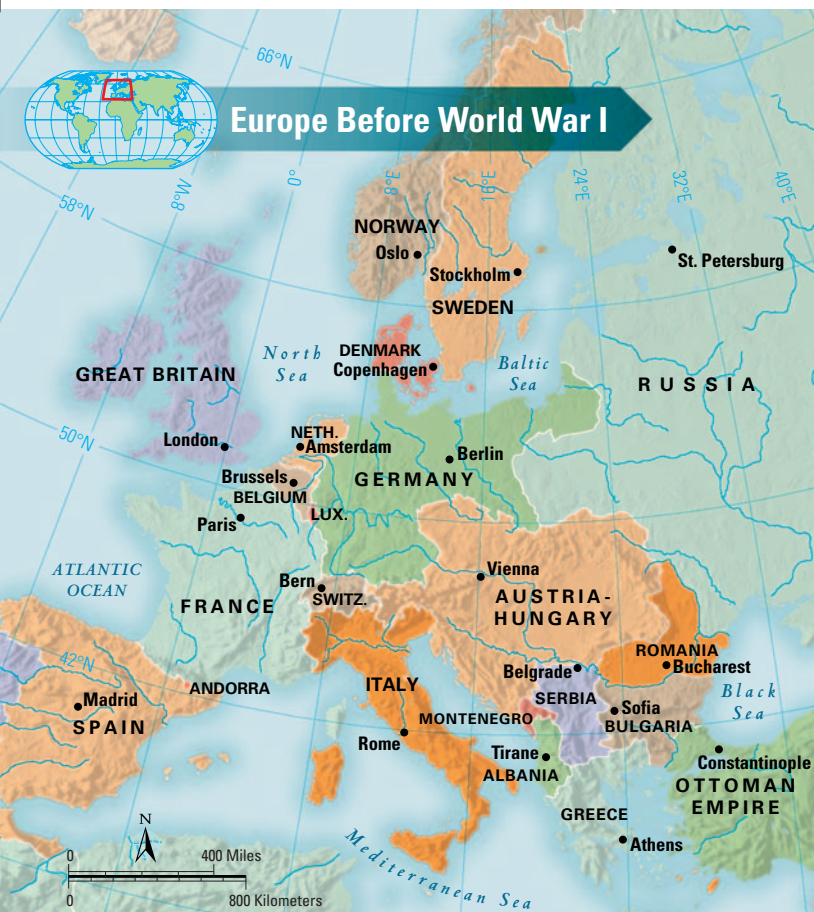 66°N
Europe Before World War I
58°N
8°W
0°
8°E
16°E
24°E
32°E
40°E
NORWAY
Oslo
Stockholm
St. Petersburg
SWEDEN
North
Sea
DENMARK
Copenhagen
Baltic
Sea
GREAT BRITAIN
RUSSIA
50°N
London
NETH.
Amsterdam
Berlin
Brussels
BELGIUM
GERMANY
LUX.
Paris
ATLANTIC
OCEAN
Vienna
Bern
SWITZ.
FRANCE
AUSTRIA-
HUNGARY
42°N
ROMANIA
Bucharest
Belgrade
ANDORRA
ITALY
SERBIA
Black
Sea
Madrid
SPAIN
MONTENEGRO
Sofia
BULGARIA
Rome
Tirane
ALBANIA
Constantinople
OTTOMAN
EMPIRE
GREECE
Athens
Mediterranean Sea
N
0 400 Miles
0 800 Kilometers